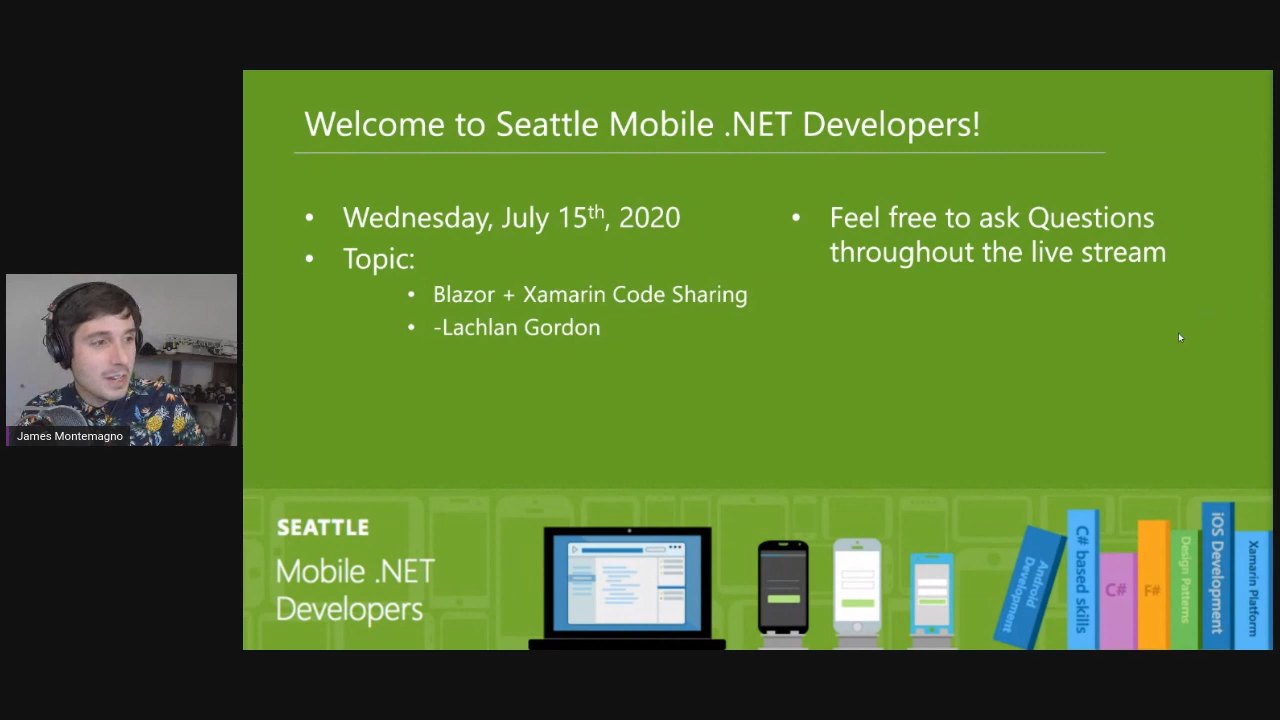 Welcome to Seattle Mobile .NET Developers!
• Wednesday, July 15th, 2020
• Topic:
• Blazor + Xamarin Code Sharing
• -Lachlan Gordon
• Feel free to ask Questions
throughout the live stream
James Montemagno
SEATTLE
Mobile .NET
Developers
Android
Development
C# based skills
C#
F#
Design Patterns
iOS Development
Xamarin Platform